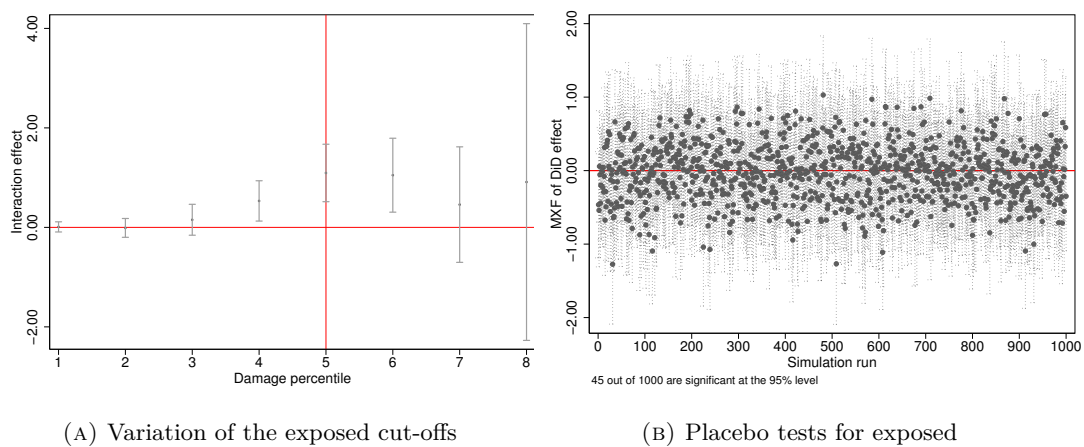 4.00
2.00
0.00
−2.00
Interaction effect
1 2 3 4 5 6 7 8
Damage percentile
2.00
1.00
0.00
−1.00
−2.00
MXF of DiD effect
0 100 200 300 400 500 600 700 800 900 1000
Simulation run
45 out of 1000 are significant at the 95% level
(A) Variation of the exposed cut-offs
(B) Placebo tests for exposed